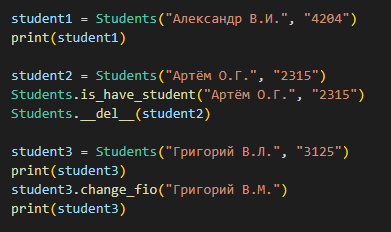 student1 = Students("Александр В.И.", "4204")
print(student1)
student2 = Students("Артём О.Г.", "2315")
Students.is_have_student("Артём О.Г.", "2315")
Students.__del__(student2)
student3 = Students("Григорий В.Л.", "3125")
print(student3)
student3.change_fio("Григорий В.М.")
print(student3)